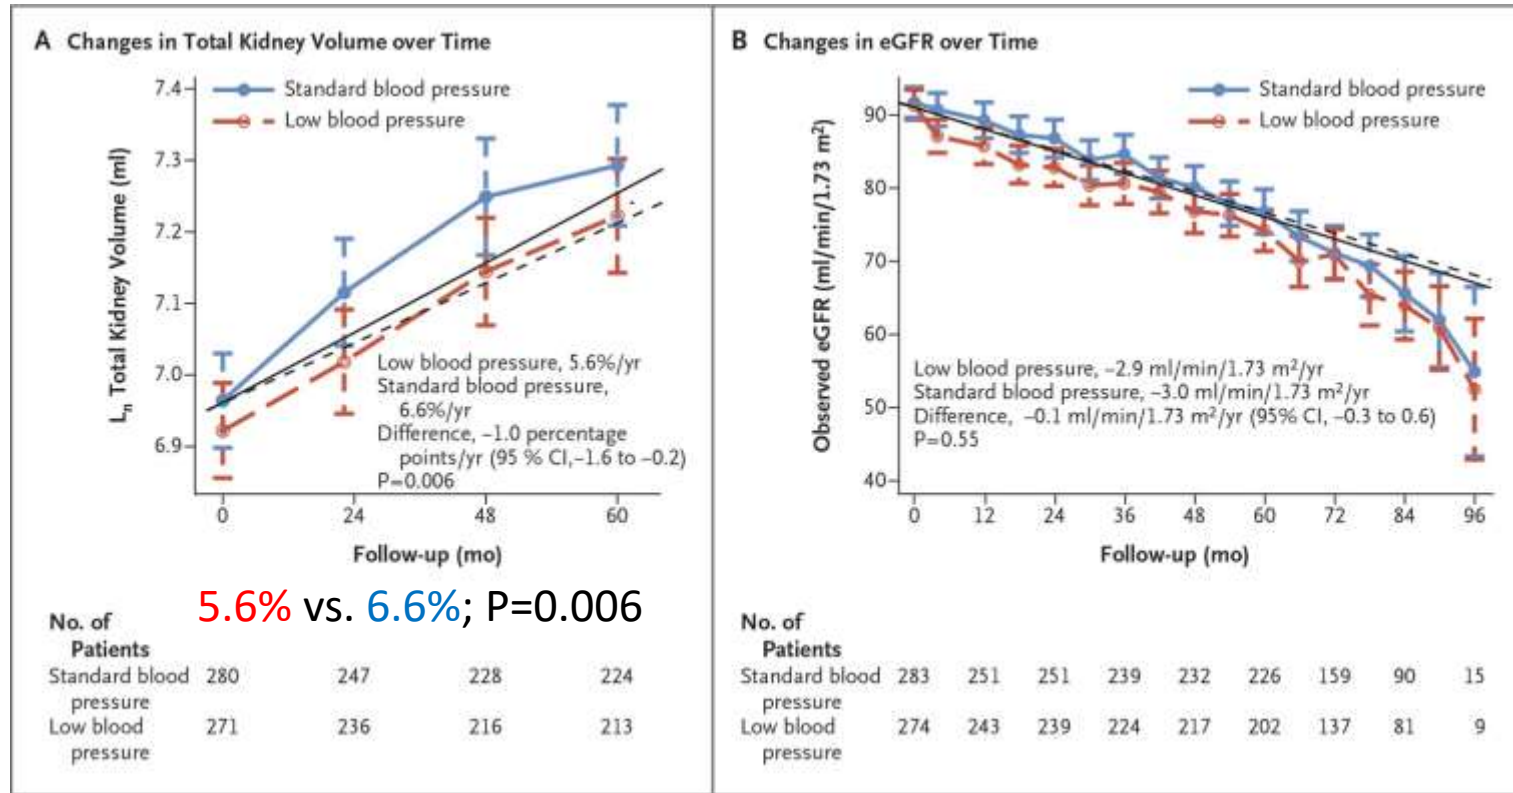 A Changes in Total Kidney Volume over Time
7.4
7.3
7.2
7.1
7.0
6.9
Lₙ Total Kidney Volume (ml)
Standard blood pressure
Low blood pressure
Low blood pressure, 5.6%/yr
Standard blood pressure,
6.6%/yr
Difference, –1.0 percentage
points/yr (95 % CI,–1.6 to –0.2)
P=0.006
0 24 48 60
Follow-up (mo)
5.6% vs. 6.6%; P=0.006
No. of
Patients
Standard blood 280 247 228 224
pressure
Low blood 271 236 216 213
pressure
B Changes in eGFR over Time
90
80
70
60
50
40
Observed eGFR (ml/min/1.73 m²)
Standard blood pressure
Low blood pressure
Low blood pressure, –2.9 ml/min/1.73 m²/yr
Standard blood pressure, –3.0 ml/min/1.73 m²/yr
Difference, –0.1 ml/min/1.73 m²/yr (95% CI, –0.3 to 0.6)
P=0.55
0 12 24 36 48 60 72 84 96
Follow-up (mo)
No. of
Patients
Standard blood 283 251 251 239 232 226 159 90 15
pressure
Low blood 274 243 239 224 217 202 137 81 9
pressure